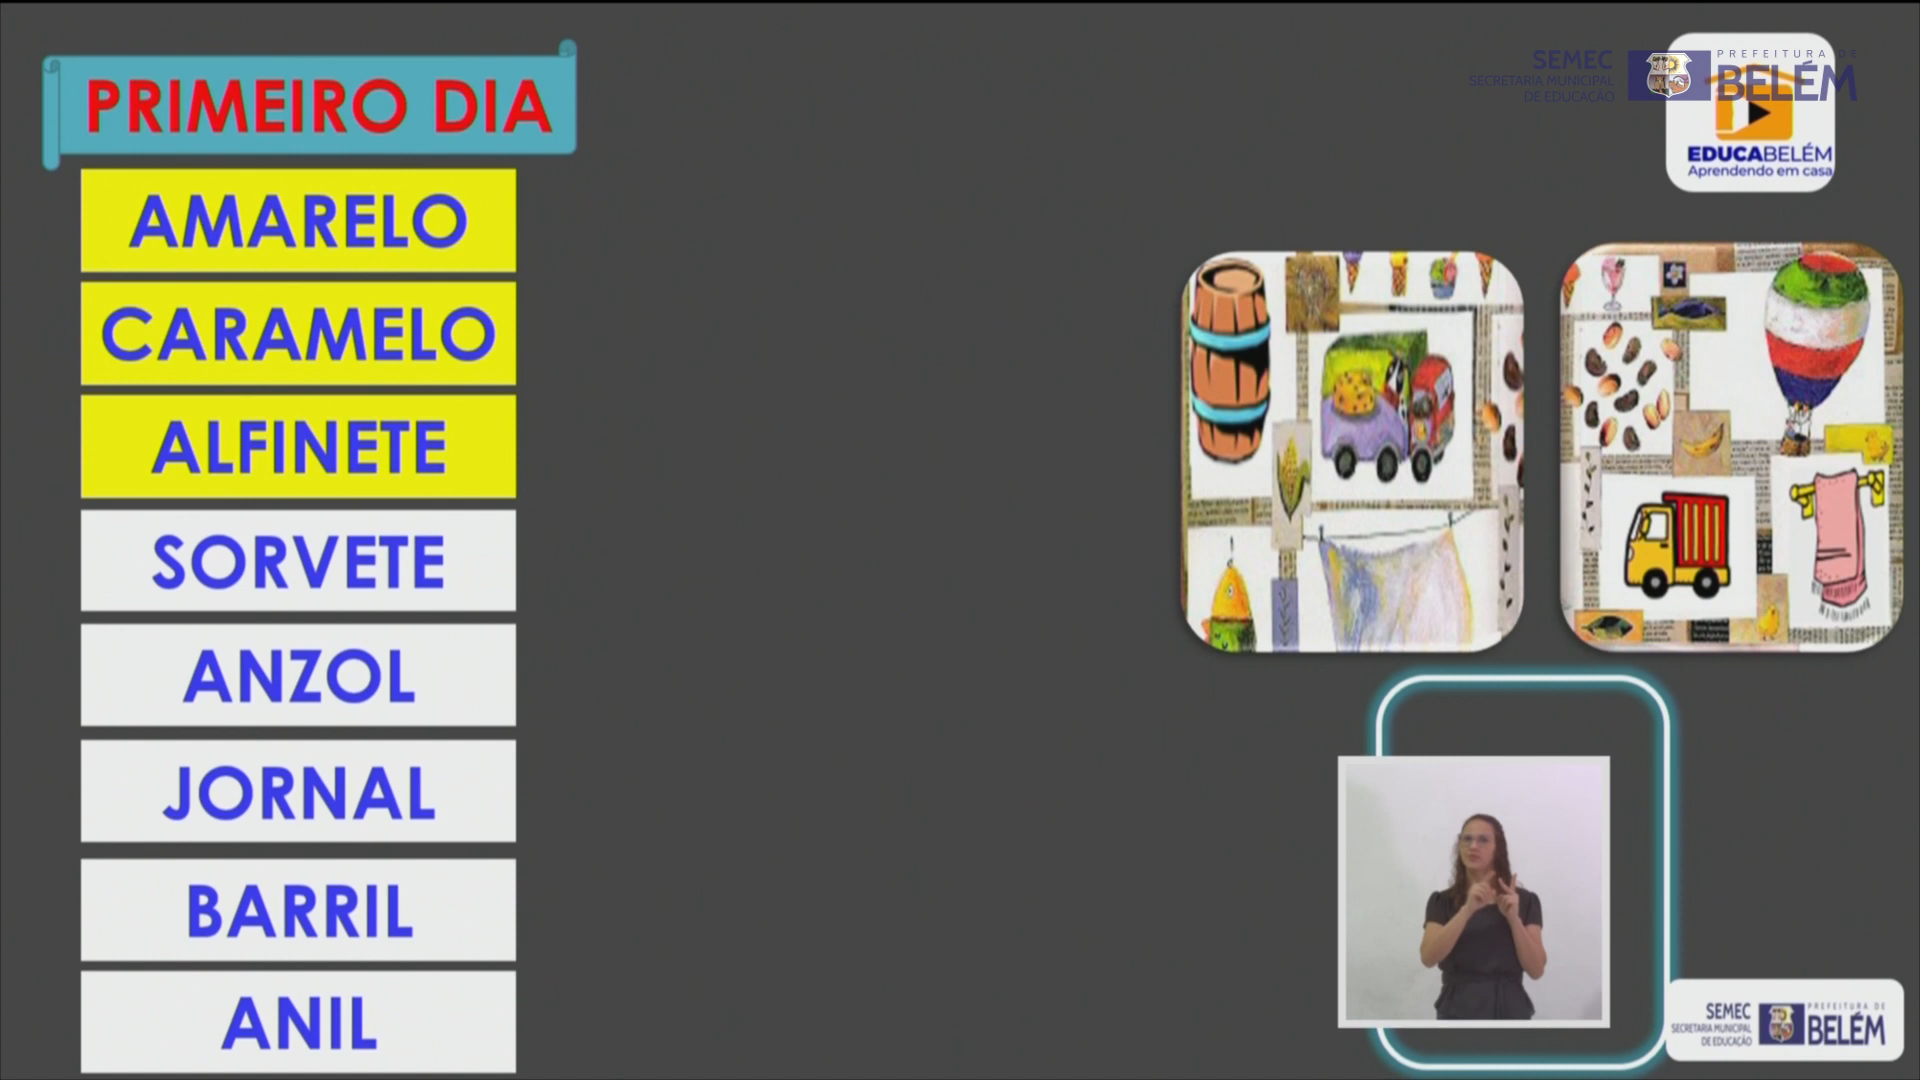 PRIMEIRO DIA
AMARELO
CARAMELO
ALFINETE
SORVETE
ANZOL
JORNAL
BARRIL
ANIL
SEMEC
SECRETARIA MUNICIPAL
DE EDUCAÇÃO
PREFEITURA DE
BELÉM
EDUCABELÉM
Aprendendo em casa
SEMEC
SECRETARIA MUNICIPAL
DE EDUCAÇÃO
PREFEITURA DE
BELÉM